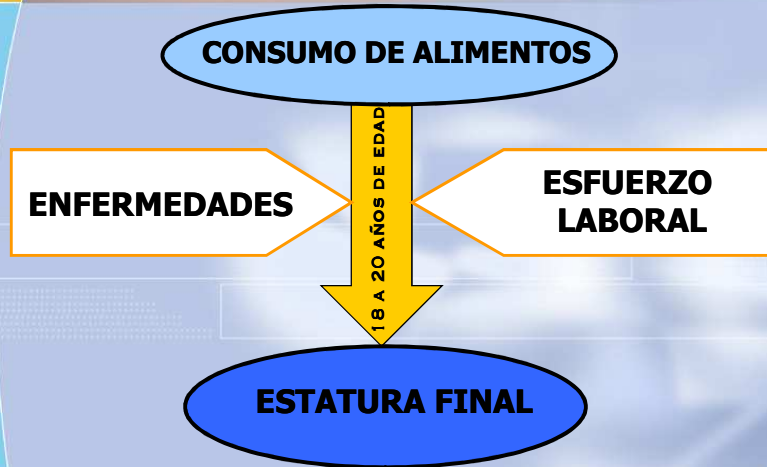 CONSUMO DE ALIMENTOS
18 A 20 AÑOS DE EDAD
ENFERMEDADES
ESFUERZO
LABORAL
ESTATURA FINAL